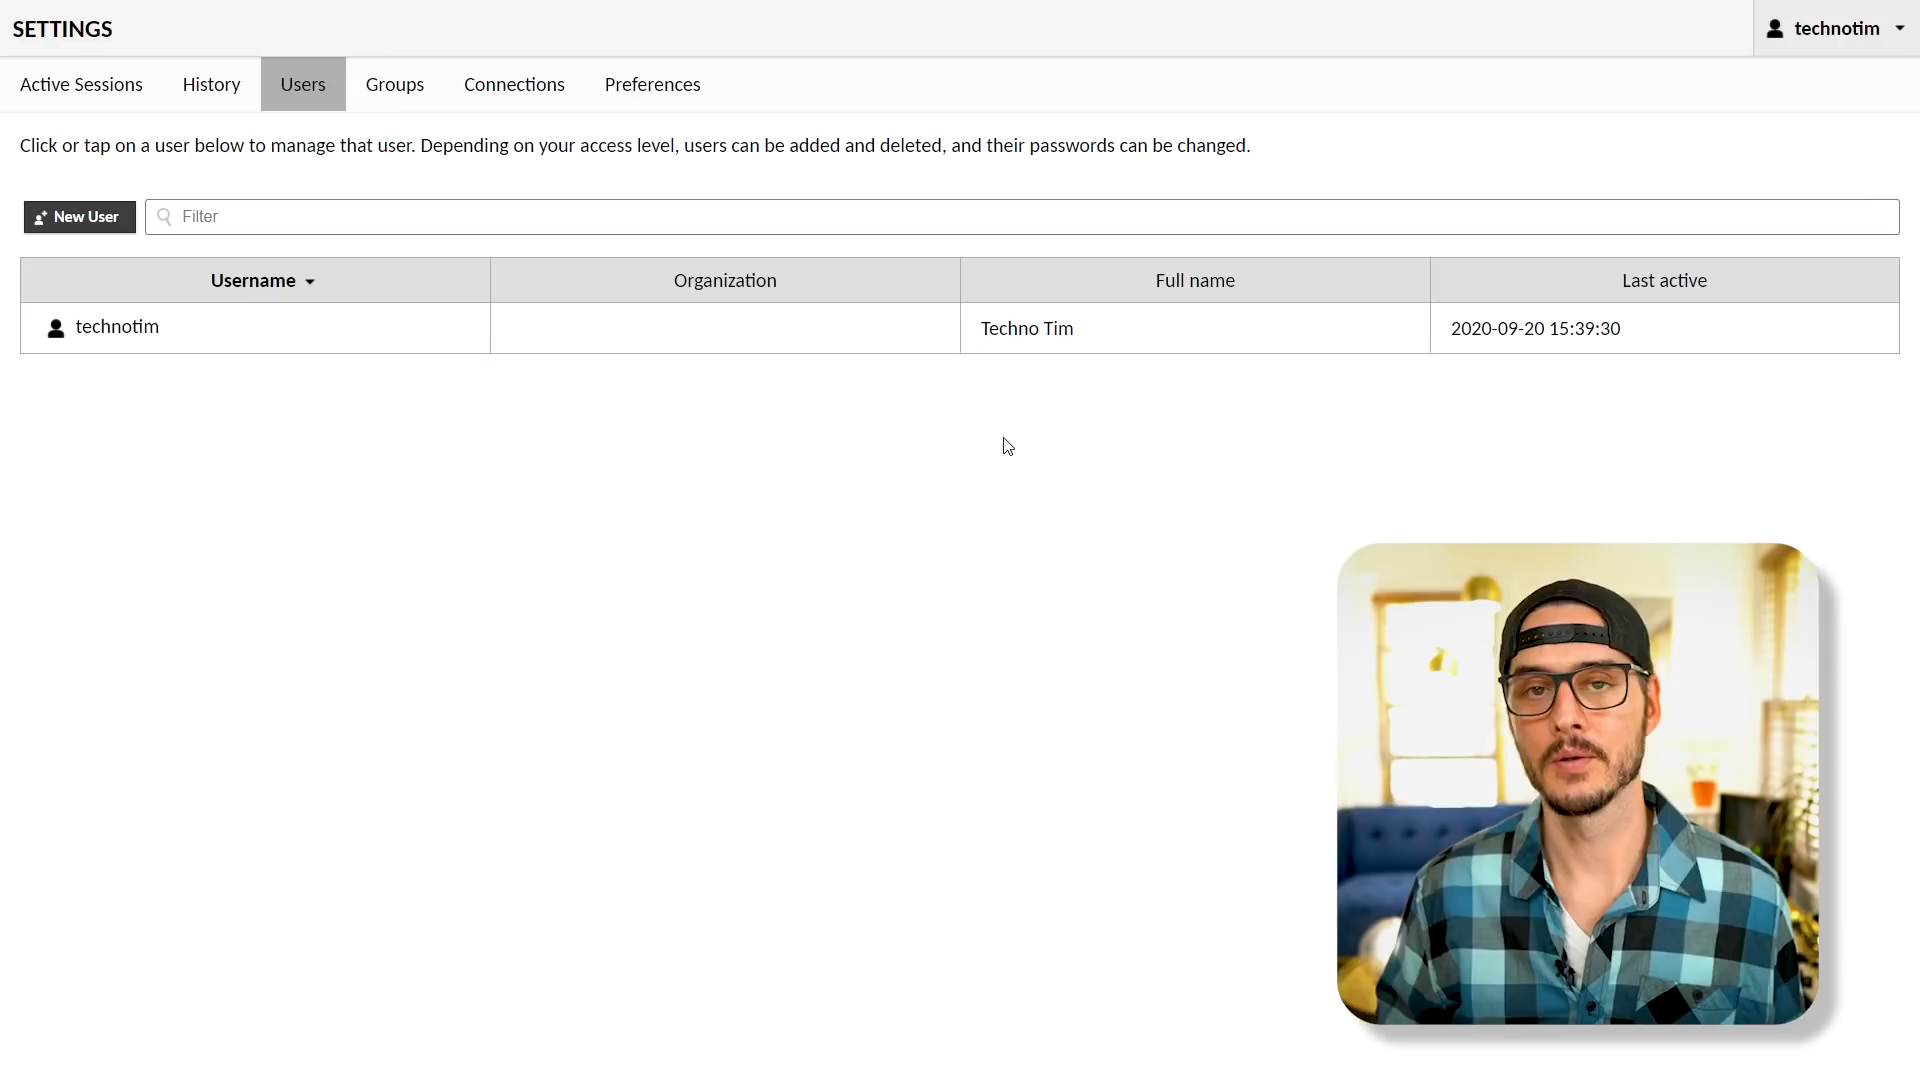 SETTINGS
technotim
Active Sessions
History
Users
Groups
Connections
Preferences
Click or tap on a user below to manage that user. Depending on your access level, users can be added and deleted, and their passwords can be changed.
New User
Filter
Username
Organization
Full name
Last active
technotim
Techno Tim
2020-09-20 15:39:30